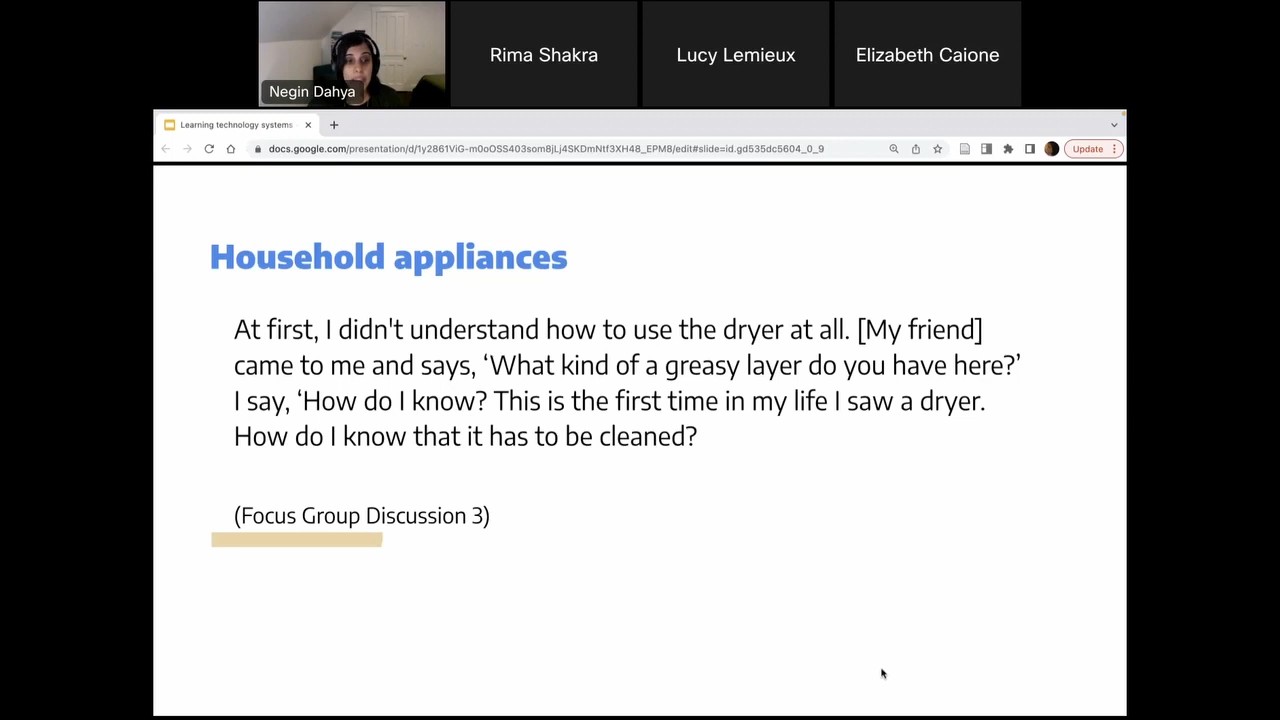 Rima Shakra
Lucy Lemieux
Elizabeth Caione
Negin Dahya
Learning technology systems
Update
docs.google.com/presentation/d/1y2861ViG-m0oOSS403som8jLj4SKDmNtf3XH48_EPM8/edit#slide=id.gd535dc5604_0_9
Household appliances
At first, I didn't understand how to use the dryer at all. [My friend]
came to me and says, ‘What kind of a greasy layer do you have here?’
I say, ‘How do I know? This is the first time in my life I saw a dryer.
How do I know that it has to be cleaned?
(Focus Group Discussion 3)